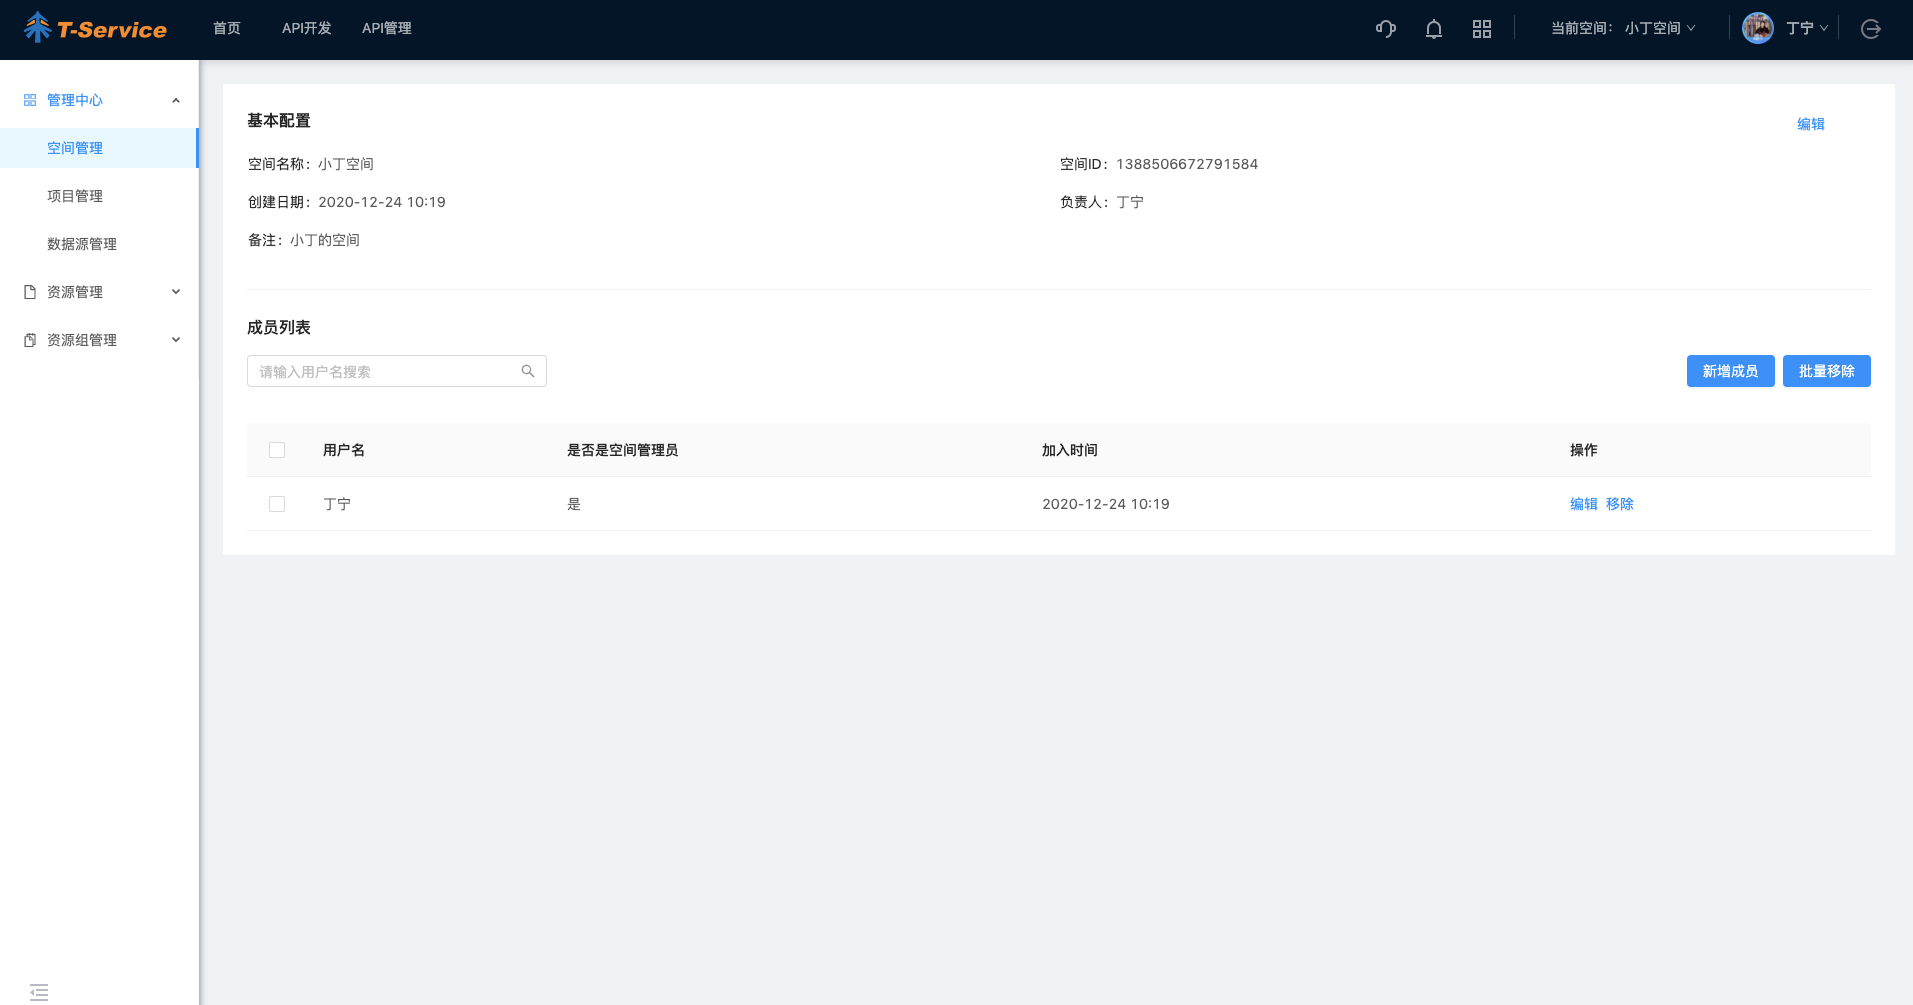 T-Service 首页 API开发 API管理 当前空间： 小丁空间 丁宁
管理中心
空间管理
项目管理
数据源管理
资源管理
资源组管理
基本配置 编辑
空间名称：小丁空间 空间ID：1388506672791584
创建日期：2020-12-24 10:19 负责人：丁宁
备注：小丁的空间
成员列表
请输入用户名搜索 新增成员 批量移除
用户名 是否是空间管理员 加入时间 操作
丁宁 是 2020-12-24 10:19 编辑 移除